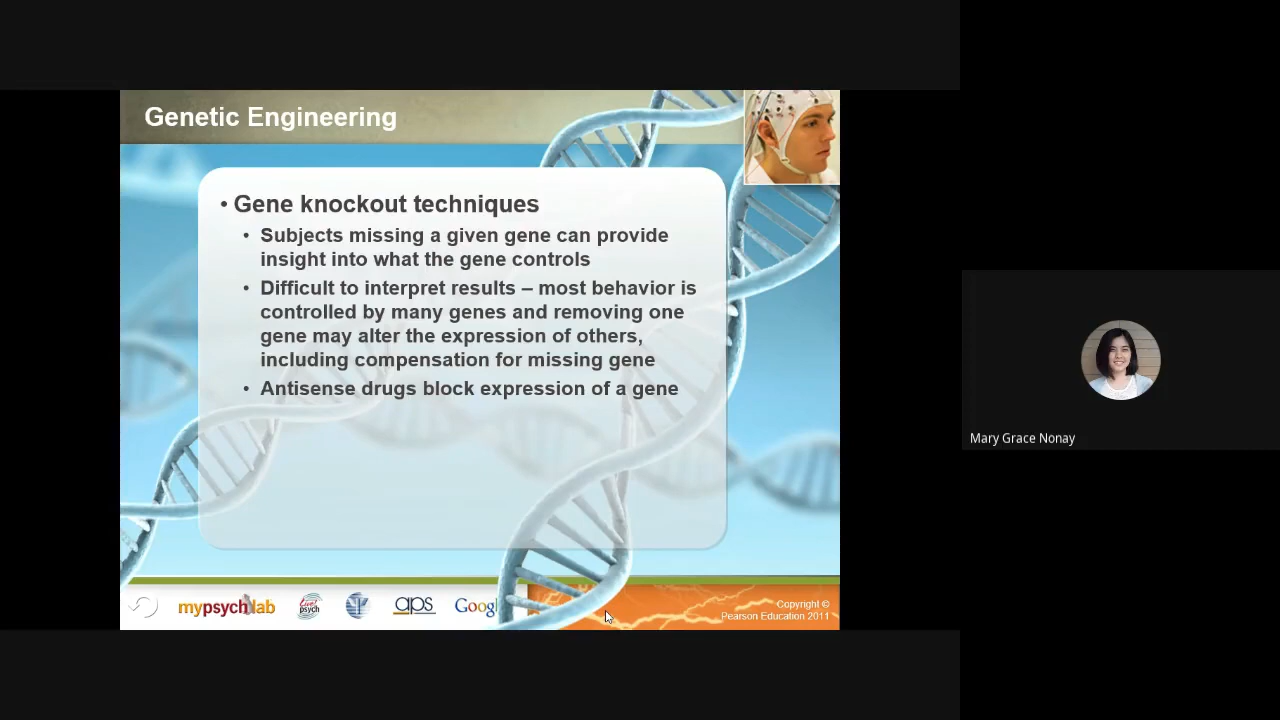 Genetic Engineering
• Gene knockout techniques
• Subjects missing a given gene can provide
insight into what the gene controls
• Difficult to interpret results – most behavior is
controlled by many genes and removing one
gene may alter the expression of others,
including compensation for missing gene
• Antisense drugs block expression of a gene
mypsychlab
aps
Googl
Copyright ©
Pearson Education 2011
Mary Grace Nonay